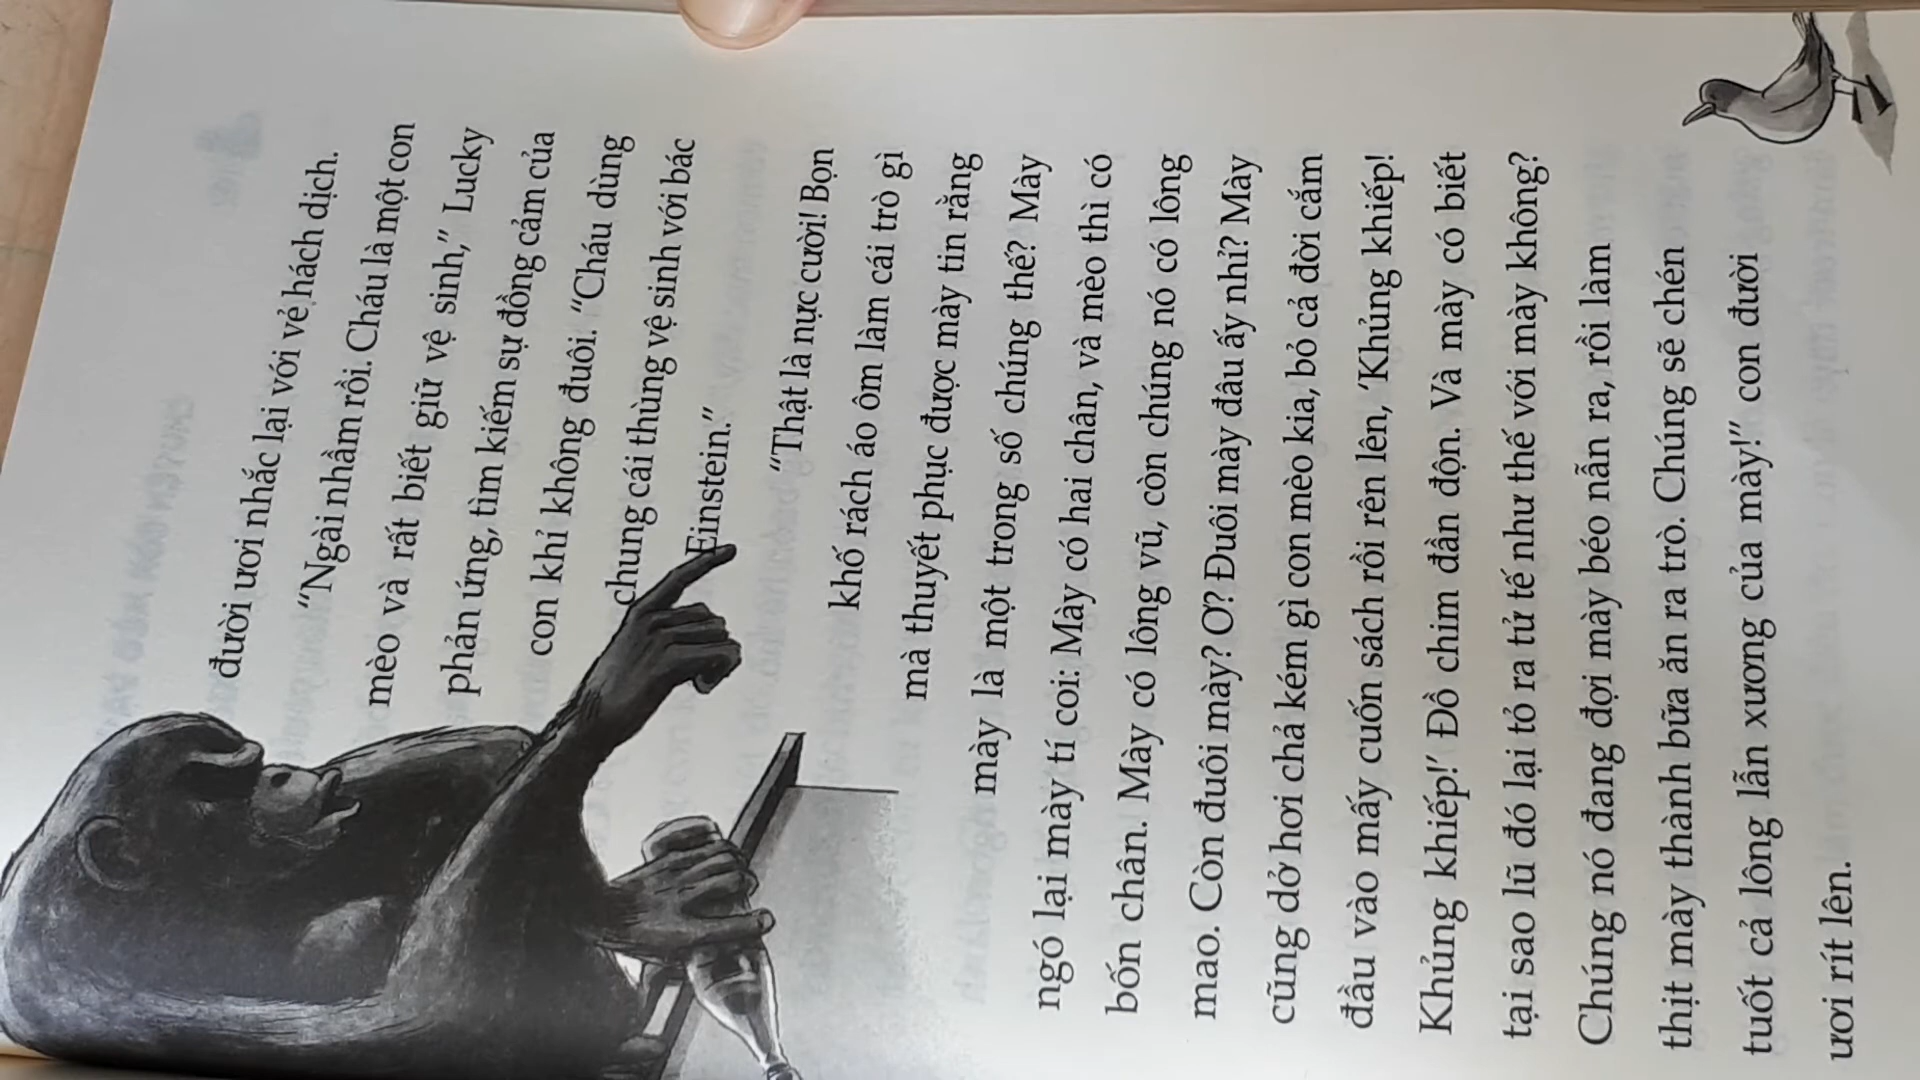 đười ươi nhắc lại với vẻ hách dịch.
“Ngài nhầm rồi. Cháu là một con
mèo và rất biết giữ vệ sinh,” Lucky
phản ứng, tìm kiếm sự đồng cảm của
con khỉ không đuôi. “Cháu dùng
chung cái thùng vệ sinh với bác
Einstein.”
“Thật là nực cười! Bọn
khố rách áo ôm làm cái trò gì
mà thuyết phục được mày tin rằng
mày là một trong số chúng thế? Mày
ngó lại mày tí coi: Mày có hai chân, và mèo thì có
bốn chân. Mày có lông vũ, còn chúng nó có lông
mao. Còn đuôi mày? Ơ? Đuôi mày đâu ấy nhỉ? Mày
cũng dở hơi chả kém gì con mèo kia, bỏ cả đời cắm
đầu vào mấy cuốn sách rồi rên lên, ‘Khủng khiếp!
Khủng khiếp!’ Đồ chim đần độn. Và mày có biết
tại sao lũ đó lại tỏ ra tử tế như thế với mày không?
Chúng nó đang đợi mày béo nẫn ra, rồi làm
thịt mày thành bữa ăn ra trò. Chúng sẽ chén
tuốt cả lông lẫn xương của mày!” con đười
ươi rít lên.